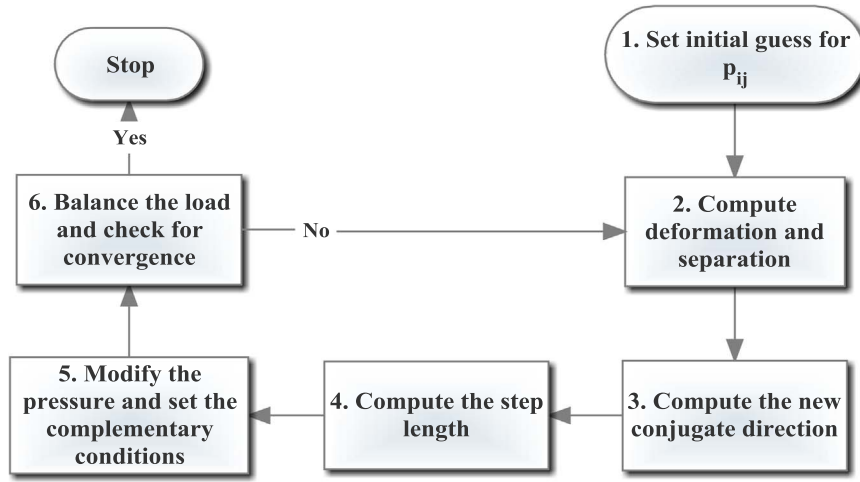 Stop
1. Set initial guess for
p_ij
Yes
6. Balance the load
and check for
convergence
No
2. Compute
deformation and
separation
5. Modify the
pressure and set the
complementary
conditions
4. Compute the step
length
3. Compute the new
conjugate direction